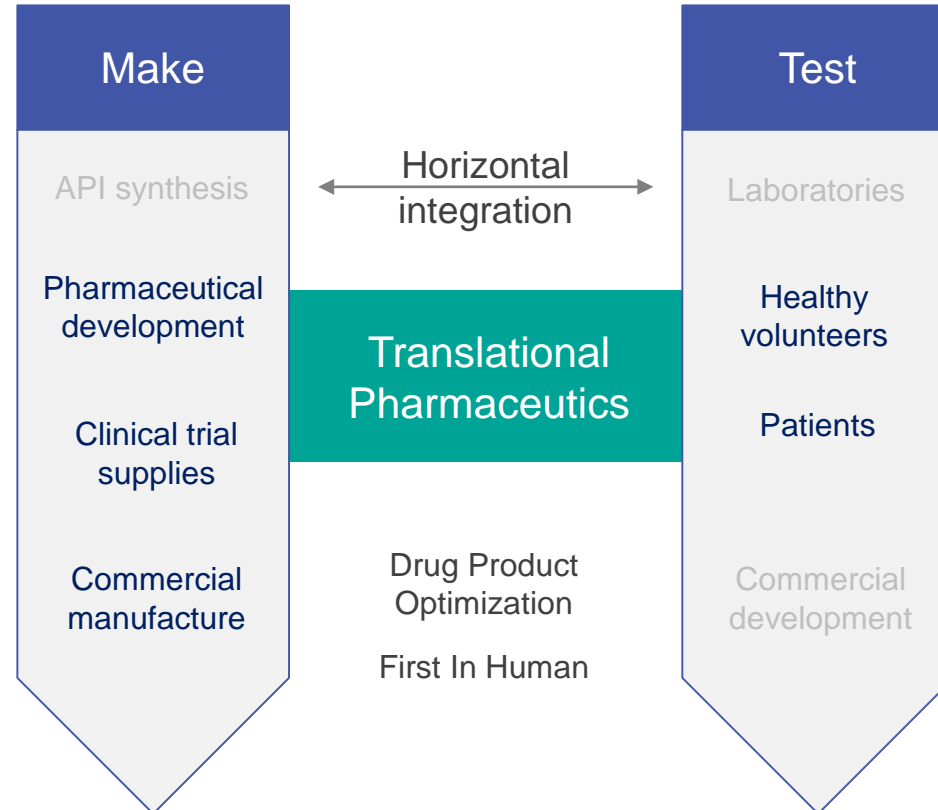 Make
API synthesis
Pharmaceutical
development
Clinical trial
supplies
Commercial
manufacture
Horizontal
integration
Translational
Pharmaceutics
Drug Product
Optimization
First In Human
Test
Laboratories
Healthy
volunteers
Patients
Commercial
development